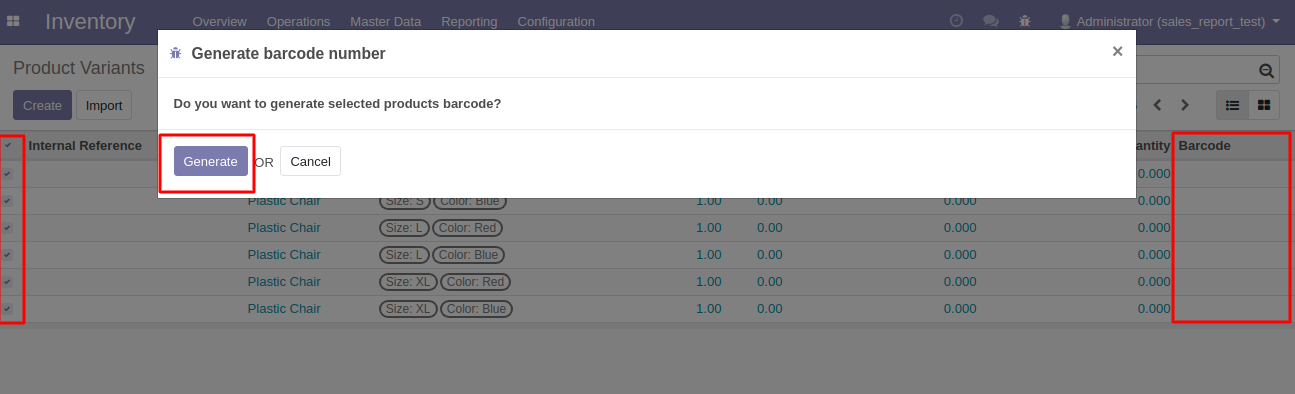 Inventory Overview Operations Master Data Reporting Configuration Administrator (sales_report_test)
Generate barcode number ×
Product Variants
Do you want to generate selected products barcode?
Create Import
Internal Reference antity Barcode
Generate OR Cancel
0.000
Plastic Chair Size: S Color: Blue 1.00 0.00 0.000 0.000
Plastic Chair Size: L Color: Red 1.00 0.00 0.000 0.000
Plastic Chair Size: L Color: Blue 1.00 0.00 0.000 0.000
Plastic Chair Size: XL Color: Red 1.00 0.00 0.000 0.000
Plastic Chair Size: XL Color: Blue 1.00 0.00 0.000 0.000